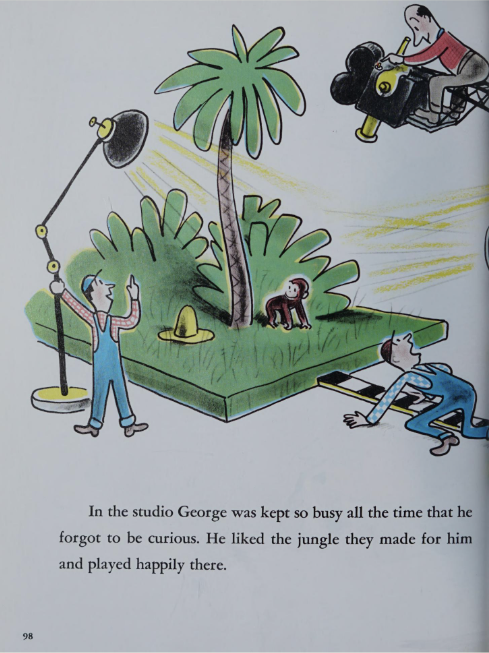 In the studio George was kept so busy all the time that he
forgot to be curious. He liked the jungle they made for him
and played happily there.
98